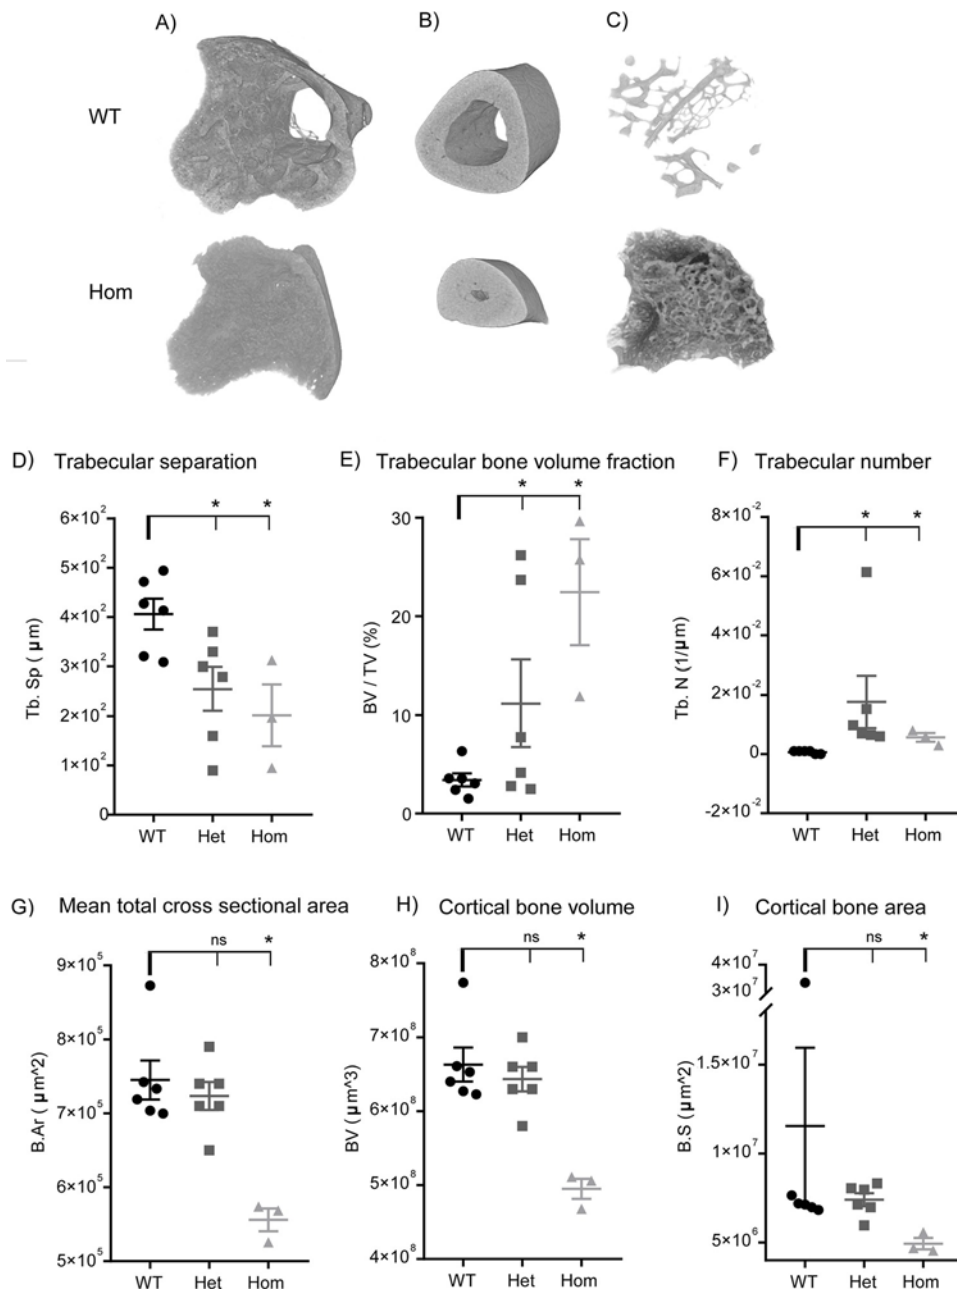 A)
B)
C)
WT
Hom
D) Trabecular separation
E) Trabecular bone volume fraction
F) Trabecular number
* *
* *
* *
Tb. Sp ( µm)
6×10²
5×10²
4×10²
3×10²
2×10²
1×10²
0
WT Het Hom
BV / TV (%)
30
20
10
0
WT Het Hom
Tb. N (1/µm)
8×10⁻²
6×10⁻²
4×10⁻²
2×10⁻²
0
-2×10⁻²
WT Het Hom
G) Mean total cross sectional area
H) Cortical bone volume
I) Cortical bone area
ns *
ns *
ns *
B.Ar ( µm^2)
9×10⁵
8×10⁵
7×10⁵
6×10⁵
5×10⁵
WT Het Hom
BV ( µm^3)
8×10⁸
7×10⁸
6×10⁸
5×10⁸
4×10⁸
WT Het Hom
B.S ( µm^2)
4×10⁷
3×10⁷
1.5×10⁷
1×10⁷
5×10⁶
WT Het Hom